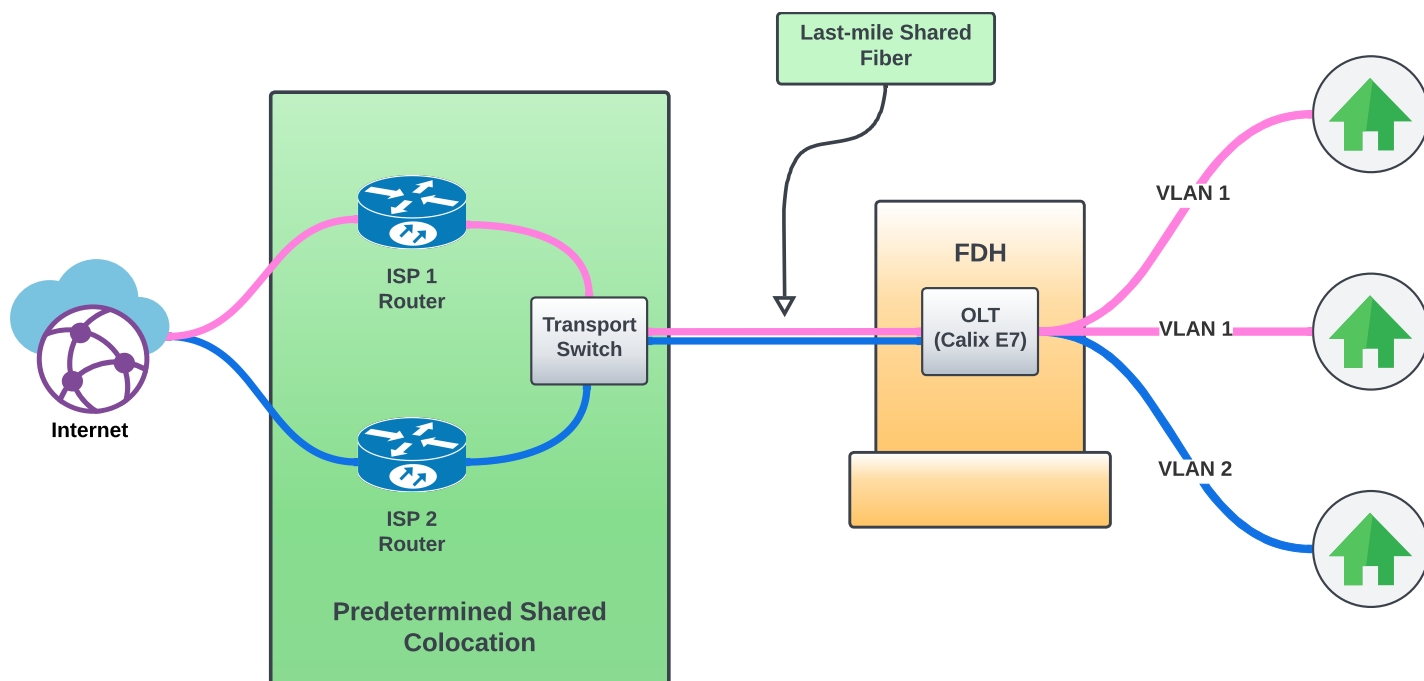 Last-mile Shared
Fiber
VLAN 1
FDH
ISP 1
Router
Transport
Switch
OLT
(Calix E7)
VLAN 1
Internet
VLAN 2
ISP 2
Router
Predetermined Shared
Colocation